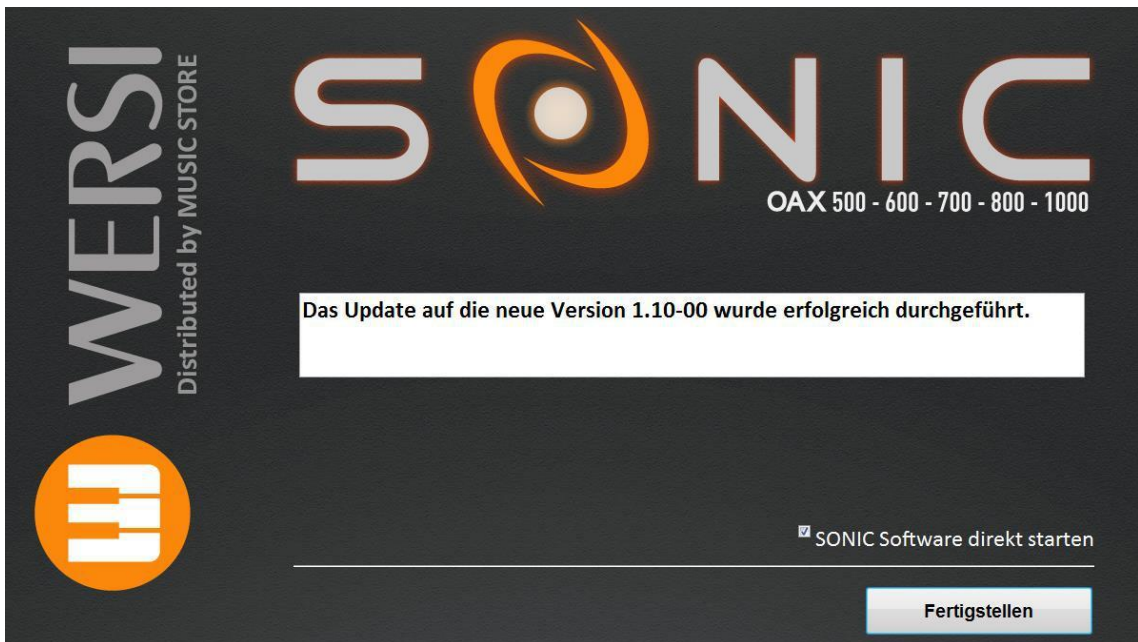 WERSI
Distributed by MUSIC STORE
SONIC
OAX 500 - 600 - 700 - 800 - 1000
Das Update auf die neue Version 1.10-00 wurde erfolgreich durchgeführt.
SONIC Software direkt starten
Fertigstellen